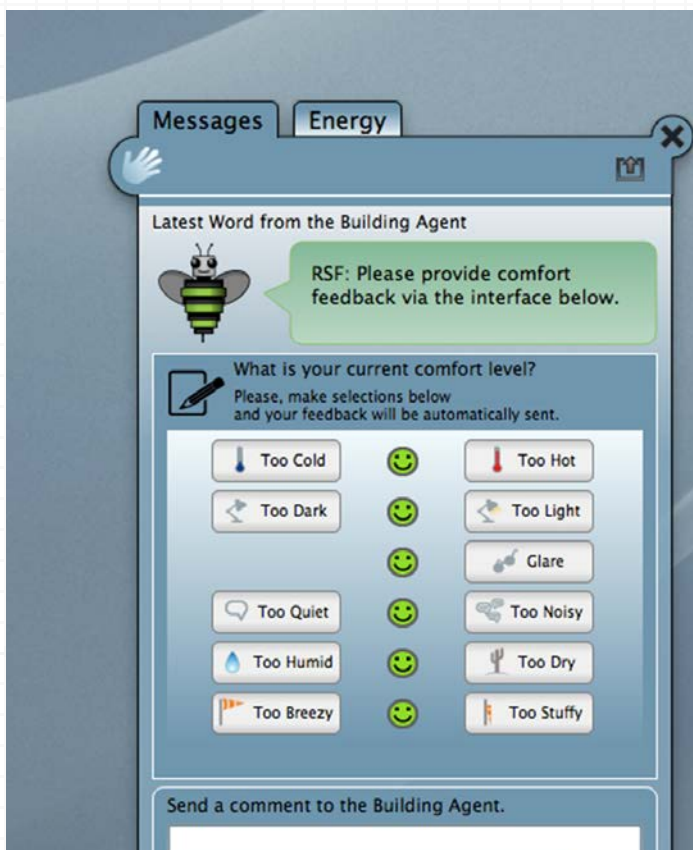 Messages Energy
Latest Word from the Building Agent
RSF: Please provide comfort
feedback via the interface below.
What is your current comfort level?
Please, make selections below
and your feedback will be automatically sent.
Too Cold Too Hot
Too Dark Too Light
Glare
Too Quiet Too Noisy
Too Humid Too Dry
Too Breezy Too Stuffy
Send a comment to the Building Agent.